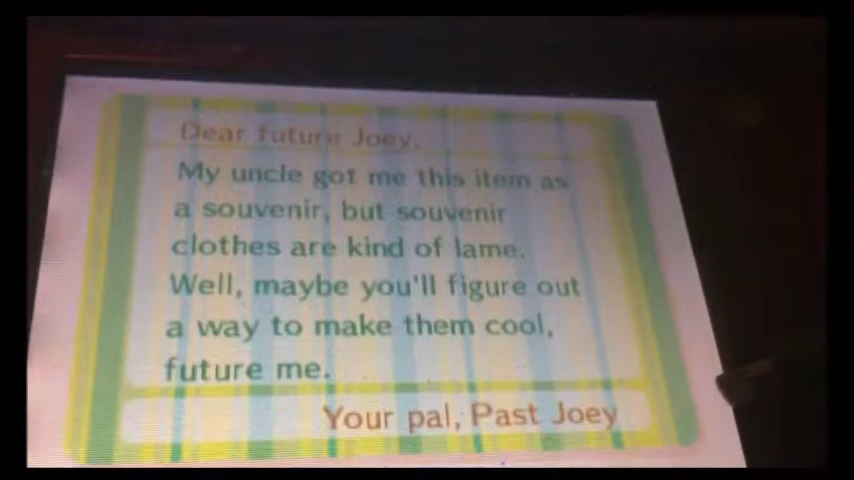 Dear future Joey,
My uncle got me this item as
a souvenir, but souvenir
clothes are kind of lame.
Well, maybe you'll figure out
a way to make them cool,
future me.
Your pal, Past Joey